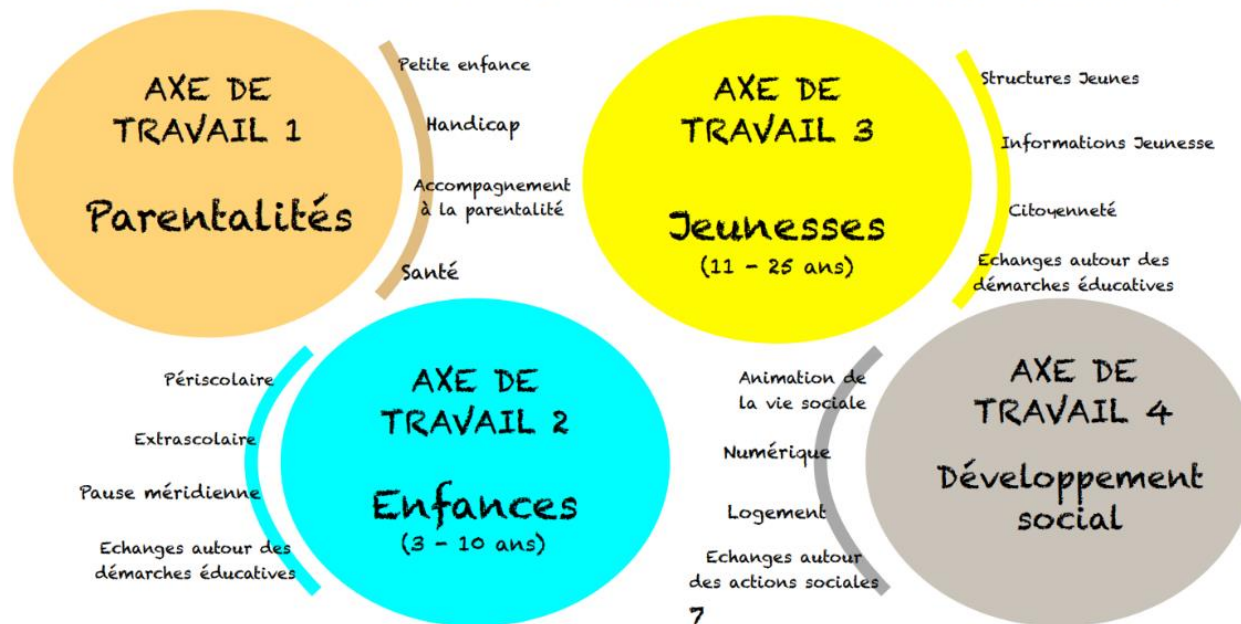 AXE DE
TRAVAIL 1
Parentalités
Petite enfance
Handicap
Accompagnement
à la parentalité
Santé
AXE DE
TRAVAIL 3
Jeunesses
(11 - 25 ans)
Structures Jeunes
Informations Jeunesse
Citoyenneté
Echanges autour des
démarches éducatives
Périscolaire
Extrascolaire
Pause méridienne
Echanges autour des
démarches éducatives
AXE DE
TRAVAIL 2
Enfances
(3 - 10 ans)
Animation de
la vie sociale
Numérique
Logement
Echanges autour
des actions sociales
AXE DE
TRAVAIL 4
Développement
social
7